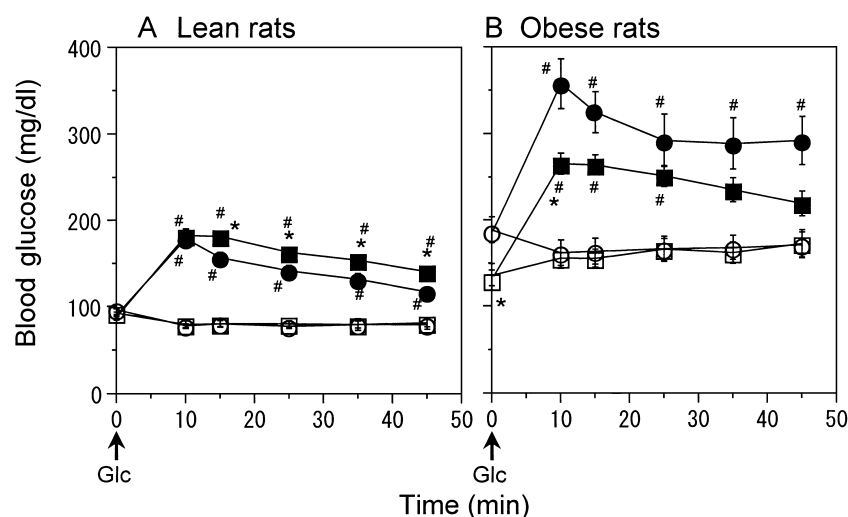 A Lean rats
B Obese rats
Blood glucose (mg/dl)
400
300
200
100
0
# # # # #
* * * *
# # # # #
# # # # #
* # # #
*
0 10 20 30 40 50
0 10 20 30 40 50
Glc
Glc
Time (min)